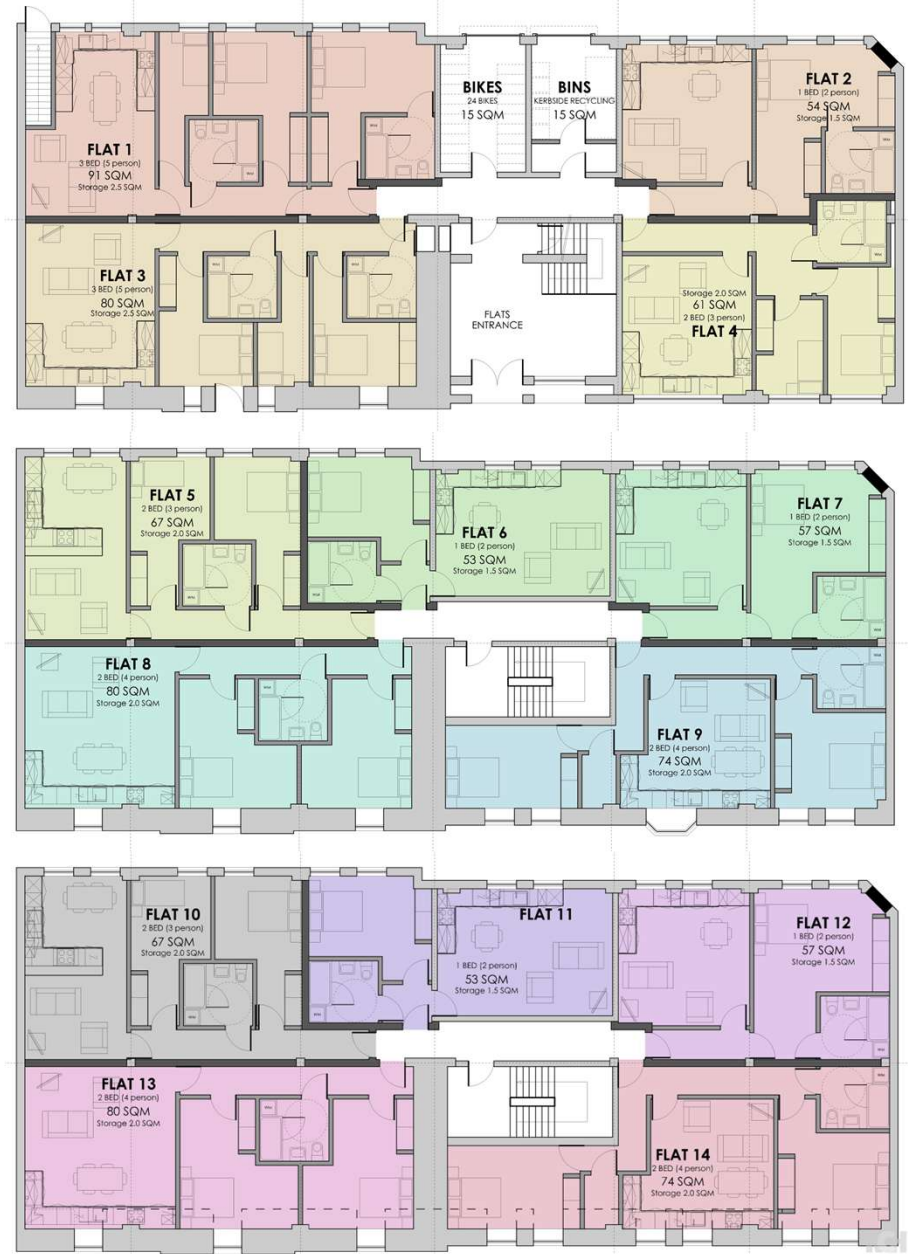 FLAT 1
3 BED (5 person)
91 SQM
Storage 2.5 SQM
BIKES
24 BIKES
15 SQM
BINS
KERBSIDE RECYCLING
15 SQM
FLAT 2
1 BED (2 person)
54 SQM
Storage 1.5 SQM
FLAT 3
3 BED (5 person)
80 SQM
Storage 2.5 SQM
FLATS
ENTRANCE
Storage 2.0 SQM
61 SQM
2 BED (3 person)
FLAT 4
FLAT 5
2 BED (3 person)
67 SQM
Storage 2.0 SQM
FLAT 6
1 BED (2 person)
53 SQM
Storage 1.5 SQM
FLAT 7
1 BED (2 person)
57 SQM
Storage 1.5 SQM
FLAT 8
2 BED (4 person)
80 SQM
Storage 2.0 SQM
FLAT 9
2 BED (4 person)
74 SQM
Storage 2.0 SQM
FLAT 10
2 BED (3 person)
67 SQM
Storage 2.0 SQM
FLAT 11
1 BED (2 person)
53 SQM
Storage 1.5 SQM
FLAT 12
1 BED (2 person)
57 SQM
Storage 1.5 SQM
FLAT 13
2 BED (4 person)
80 SQM
Storage 2.0 SQM
FLAT 14
2 BED (4 person)
74 SQM
Storage 2.0 SQM